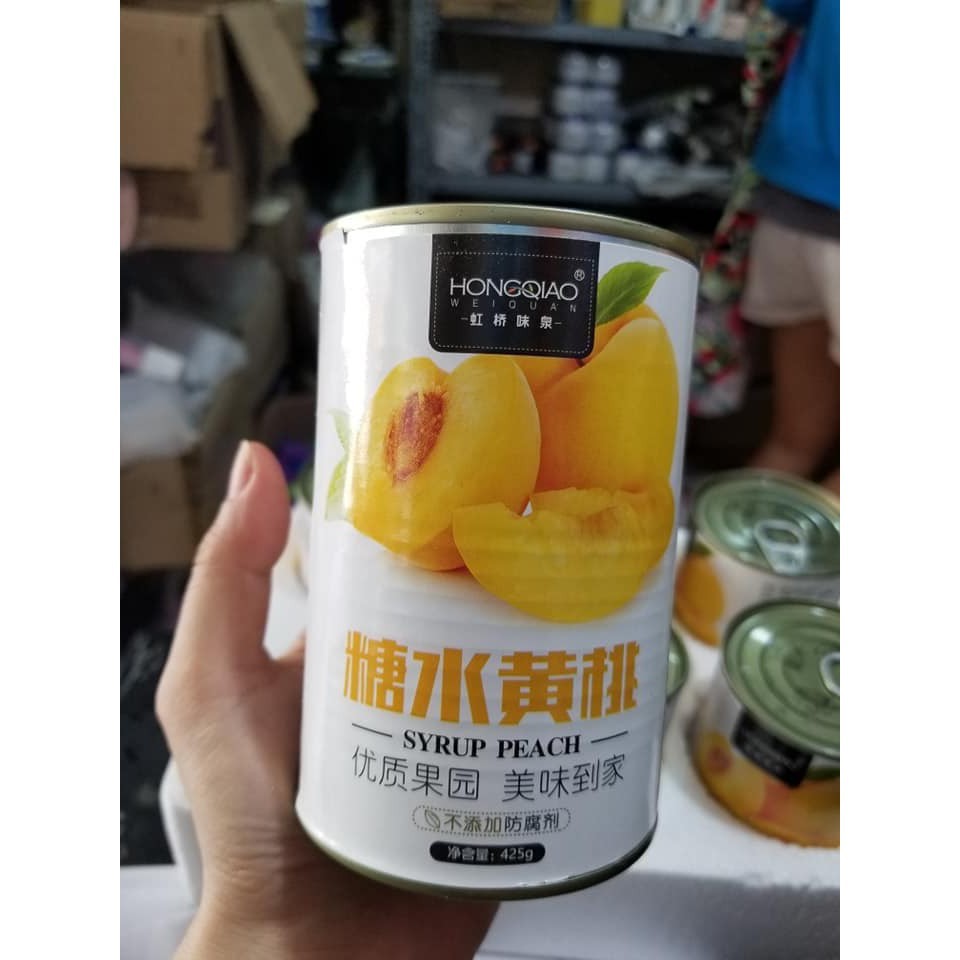 HONGQIAO®
WEIQUAN
-虹桥味泉-
糖水黄桃
SYRUP PEACH
优质果园 美味到家
不添加防腐剂
净含量：425g